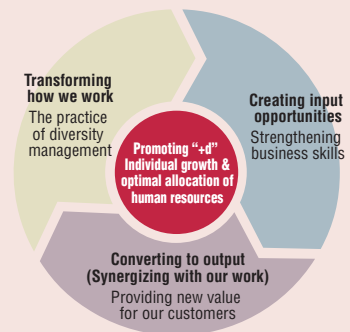 Transforming
how we work
The practice
of diversity
management
Creating input
opportunities
Strengthening
business skills
Promoting “+d”
Individual growth &
optimal allocation of
human resources
Converting to output
(Synergizing with our work)
Providing new value
for our customers